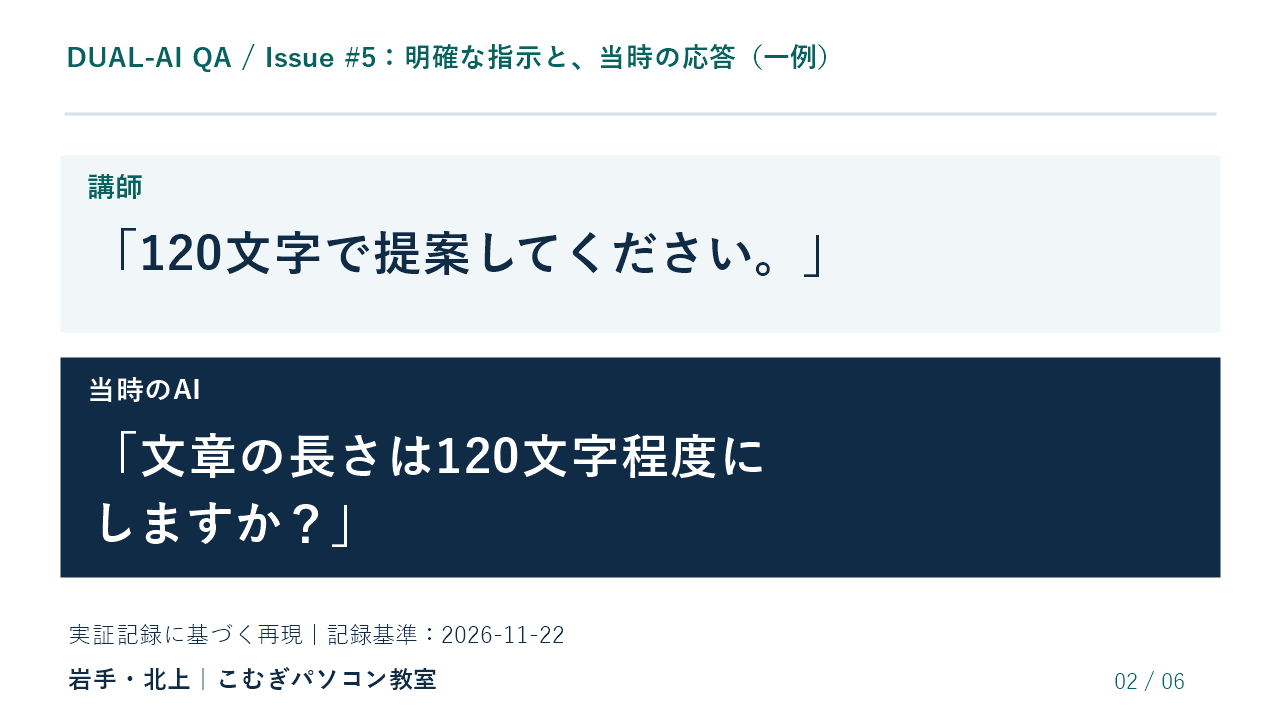 DUAL-AI QA / Issue #5：明確な指示と、当時の応答（一例）
講師
「120文字で提案してください。」
当時のAI
「文章の長さは120文字程度に
しますか？」
実証記録に基づく再現｜記録基準：2026-11-22
岩手・北上｜こむぎパソコン教室
02 / 06